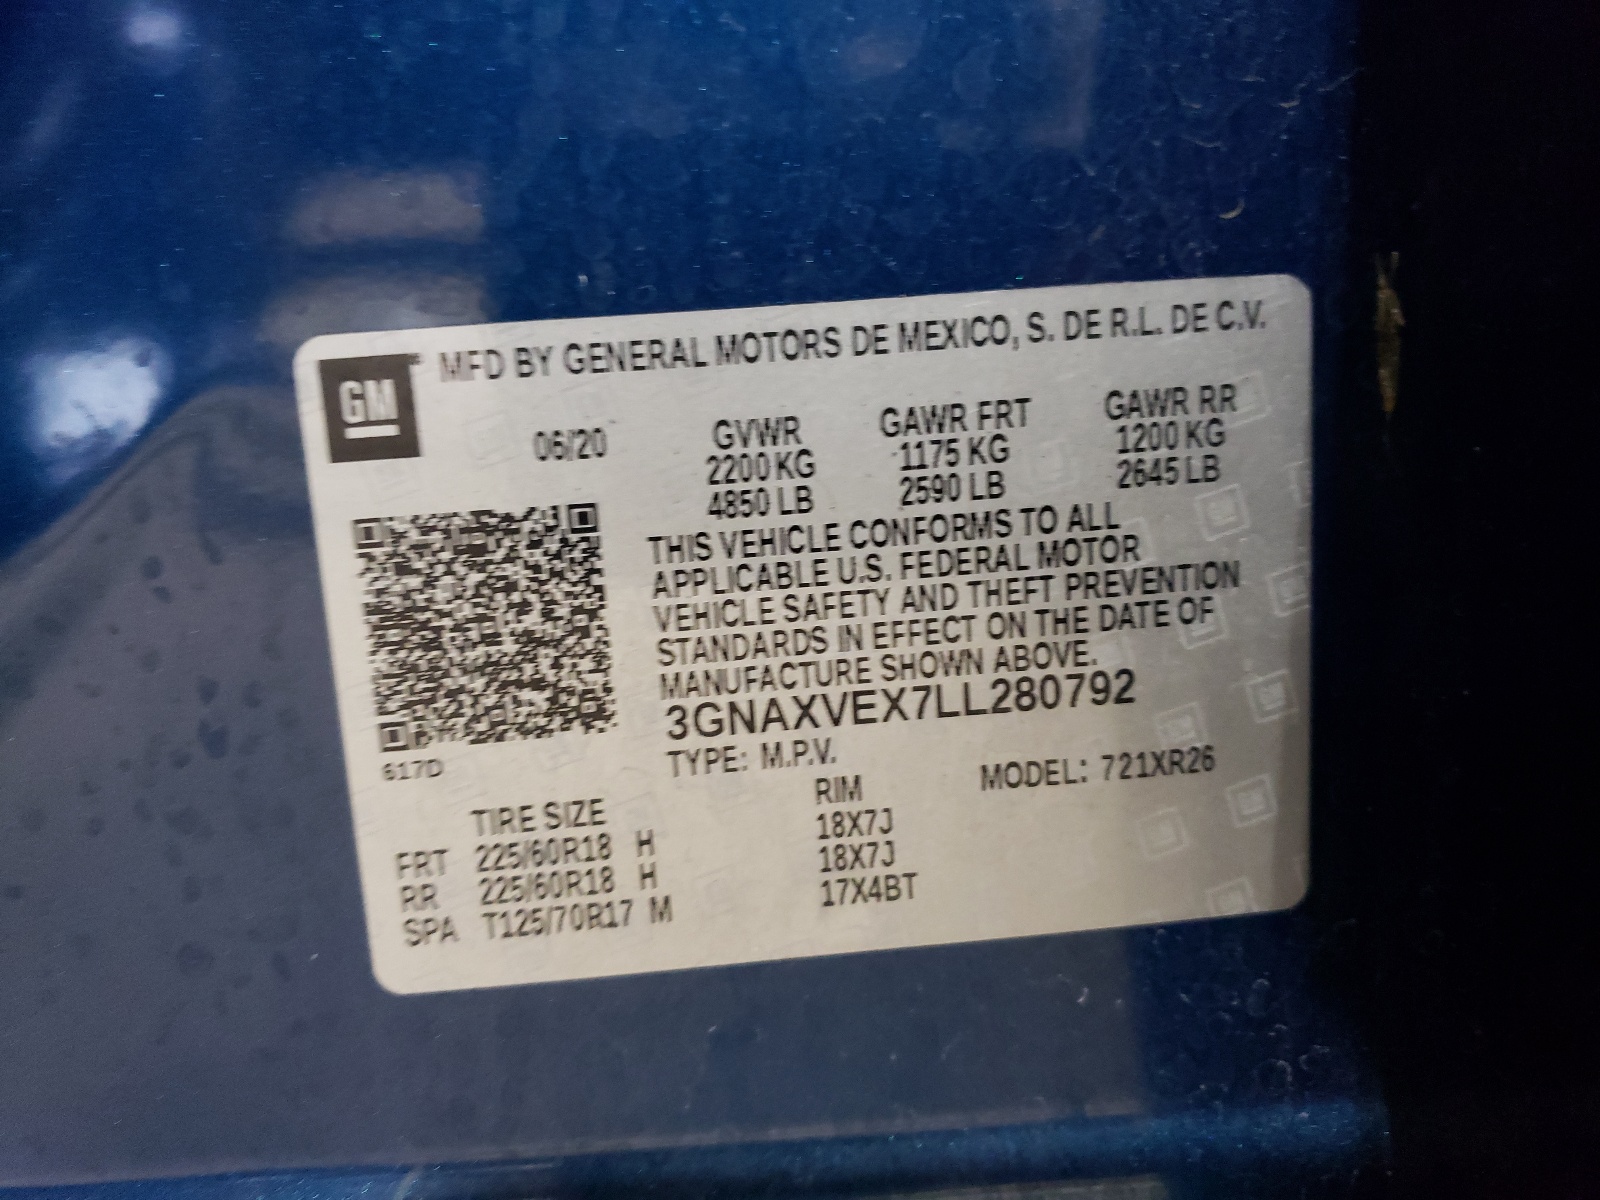 GM
MFD BY GENERAL MOTORS DE MEXICO, S. DE R.L. DE C.V.
06/20 GVWR GAWR FRT GAWR RR
2200 KG 1175 KG 1200 KG
4850 LB 2590 LB 2645 LB
THIS VEHICLE CONFORMS TO ALL
APPLICABLE U.S. FEDERAL MOTOR
VEHICLE SAFETY AND THEFT PREVENTION
STANDARDS IN EFFECT ON THE DATE OF
MANUFACTURE SHOWN ABOVE.
3GNAXVEX7LL280792
617D
TYPE: M.P.V. MODEL: 721XR26
TIRE SIZE RIM
FRT 225/60R18 H 18X7J
RR 225/60R18 H 18X7J
SPA T125/70R17 M 17X4BT